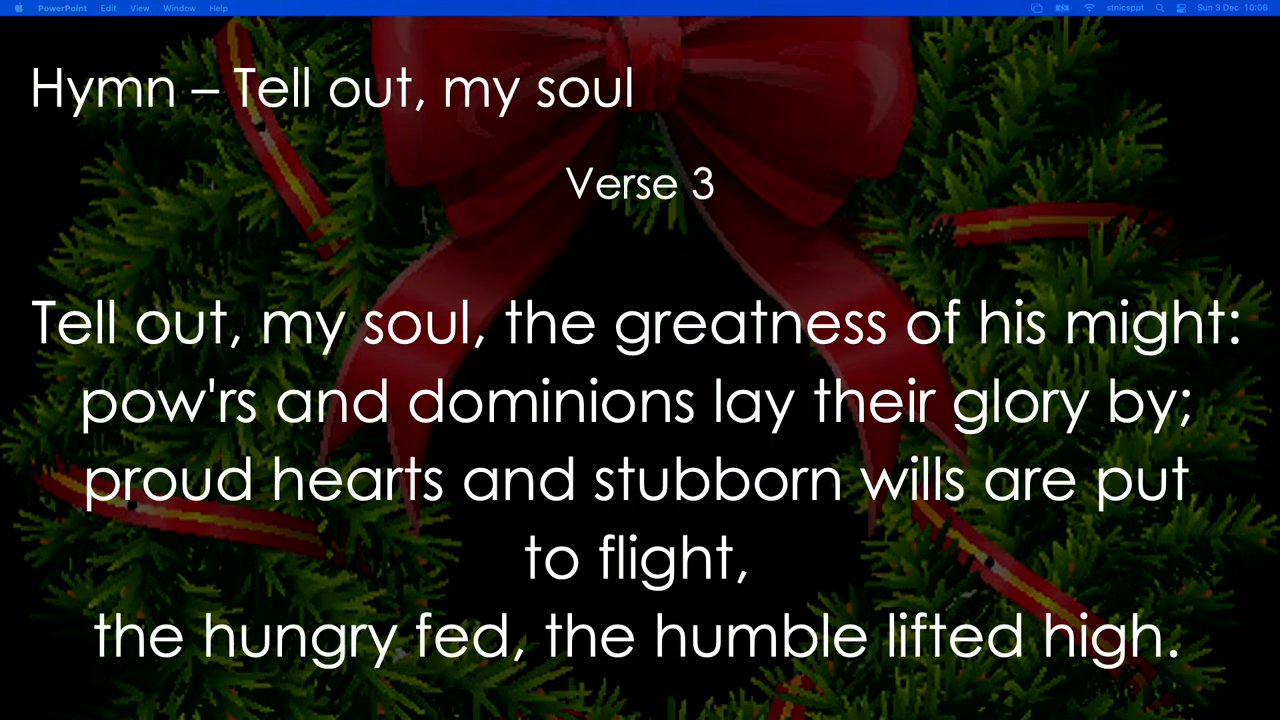 PowerPoint Edit View Window Help stnicsppt Sun 3 Dec 10:06
Hymn – Tell out, my soul
Verse 3
Tell out, my soul, the greatness of his might:
pow'rs and dominions lay their glory by;
proud hearts and stubborn wills are put
to flight,
the hungry fed, the humble lifted high.